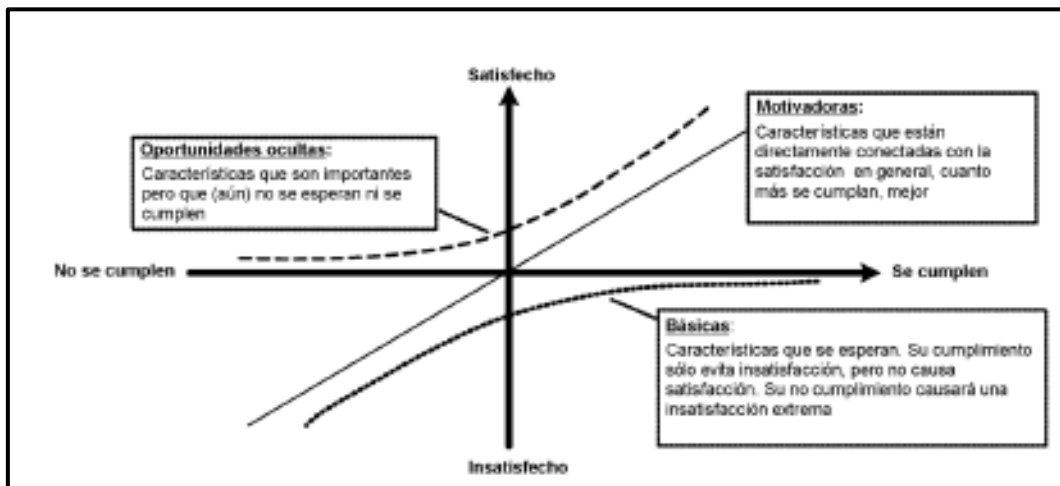 Satisfecho
Motivadoras:
Características que están
directamente conectadas con la
satisfacción en general, cuanto
más se cumplan, mejor
Oportunidades ocultas:
Características que son importantes
pero que (aún) no se esperan ni se
cumplen
No se cumplen
Se cumplen
Básicas:
Características que se esperan. Su cumplimiento
sólo evita insatisfacción, pero no causa
satisfacción. Su no cumplimiento causará una
insatisfacción extrema
Insatisfecho